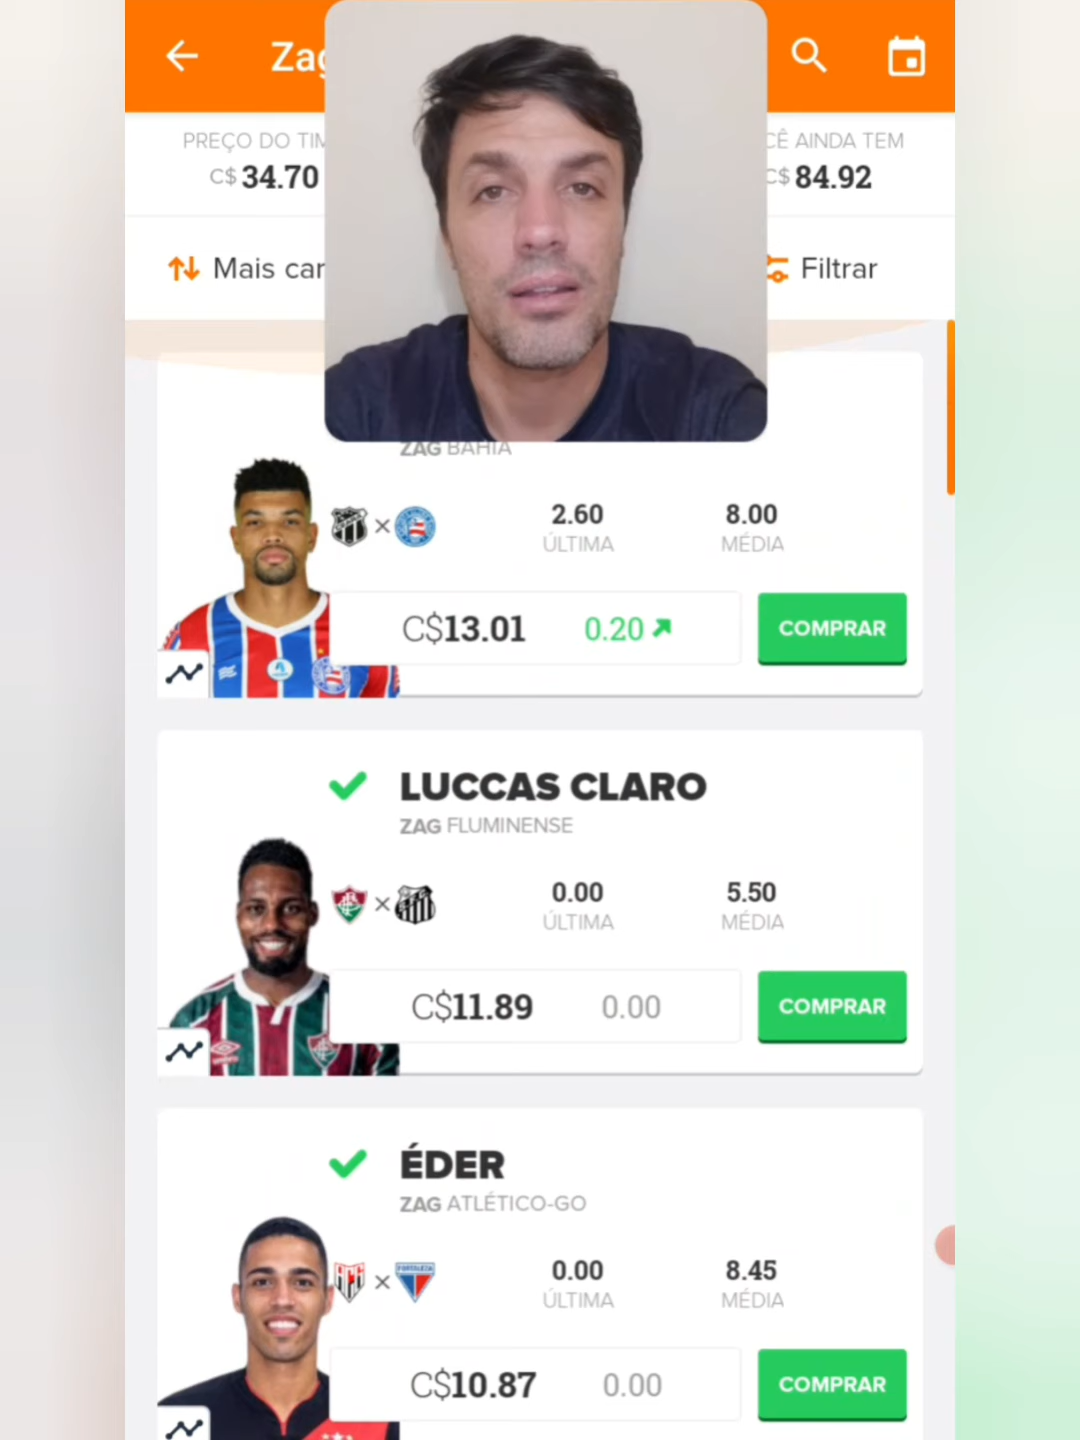 Zag
PREÇO DO TIM
CÊ AINDA TEM
C$ 34.70
C$ 84.92
Mais car
Filtrar
ZAG BAHIA
2.60
8.00
ÚLTIMA
MÉDIA
C$13.01
0.20
COMPRAR
LUCCAS CLARO
ZAG FLUMINENSE
0.00
5.50
ÚLTIMA
MÉDIA
C$11.89
0.00
COMPRAR
ÉDER
ZAG ATLÉTICO-GO
0.00
8.45
ÚLTIMA
MÉDIA
C$10.87
0.00
COMPRAR